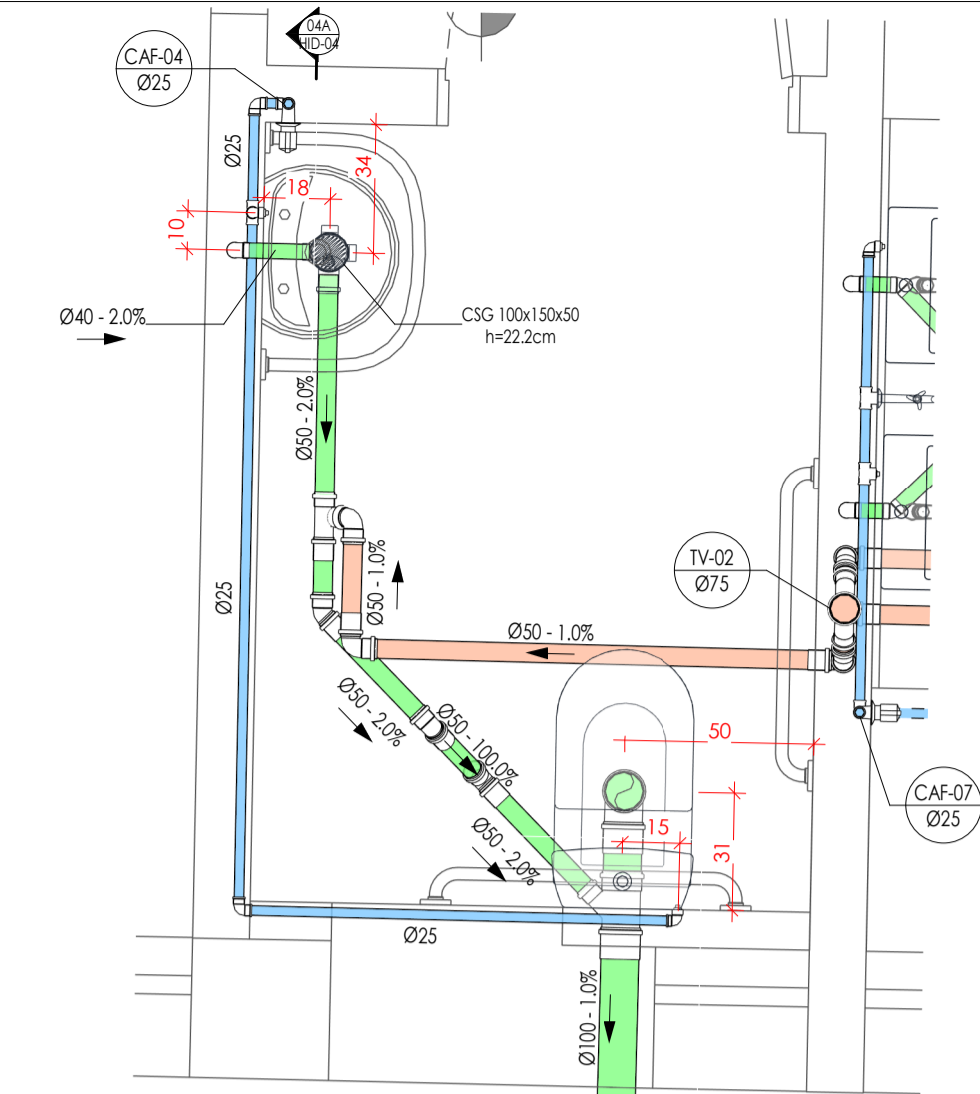 04A
HID-04
CAF-04
Ø25
Ø25
34
18
10
Ø40 - 2.0%
CSG 100x150x50
h=22.2cm
Ø50 - 2.0%
Ø50 - 1.0%
TV-02
Ø75
Ø25
Ø50 - 1.0%
Ø50 - 2.0%
Ø50 - 100.0%
50
CAF-07
Ø25
15
31
Ø50 - 2.0%
Ø25
Ø100 - 1.0%